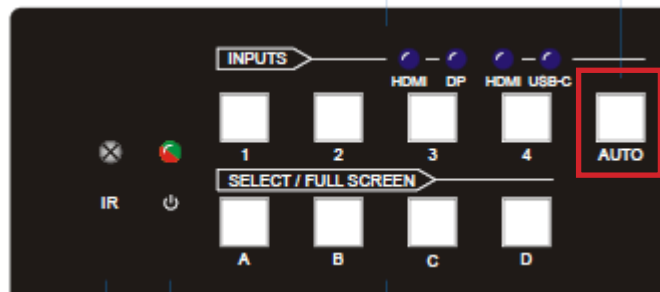 INPUTS
HDMI DP HDMI USB-C
1 2 3 4 AUTO
SELECT / FULL SCREEN
IR
A B C D